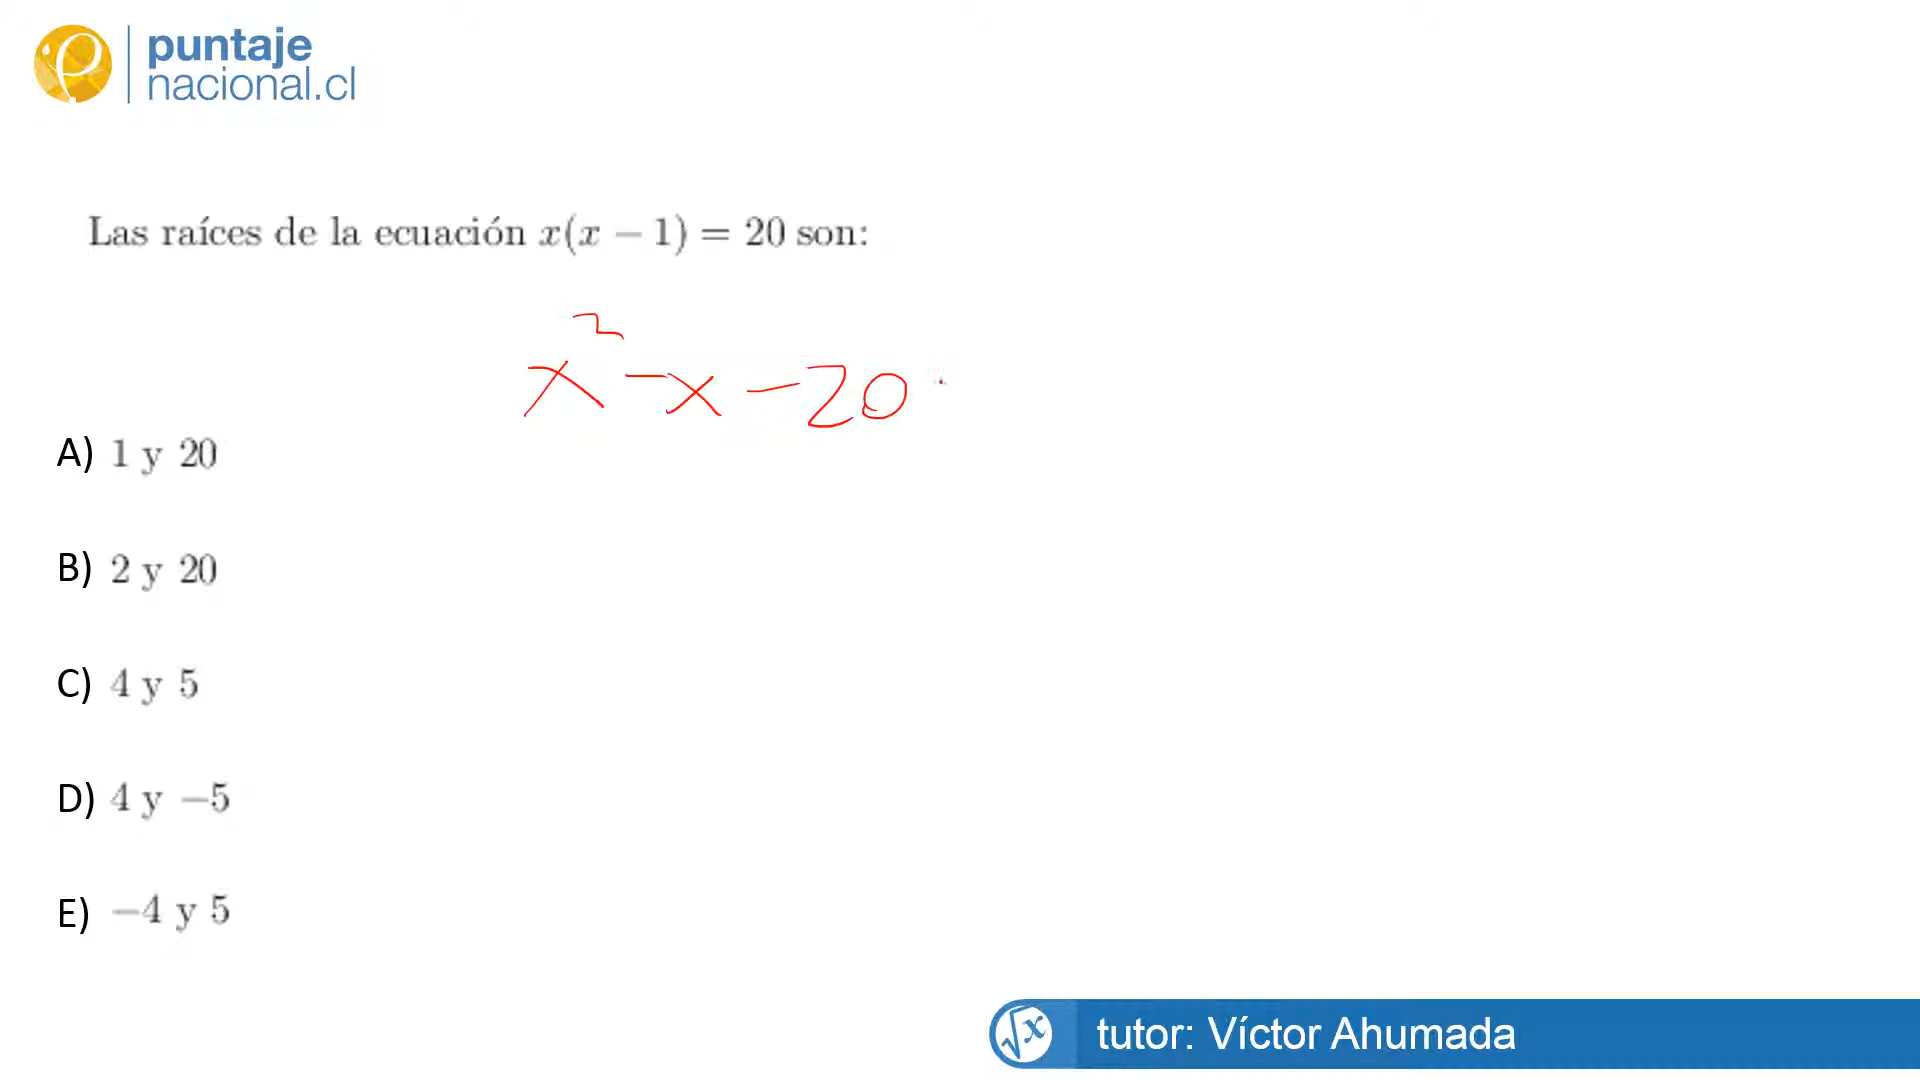 puntaje
nacional.cl
Las raíces de la ecuación x(x − 1) = 20 son:
x² − x − 20
A) 1 y 20
B) 2 y 20
C) 4 y 5
D) 4 y −5
E) −4 y 5
√x tutor: Víctor Ahumada